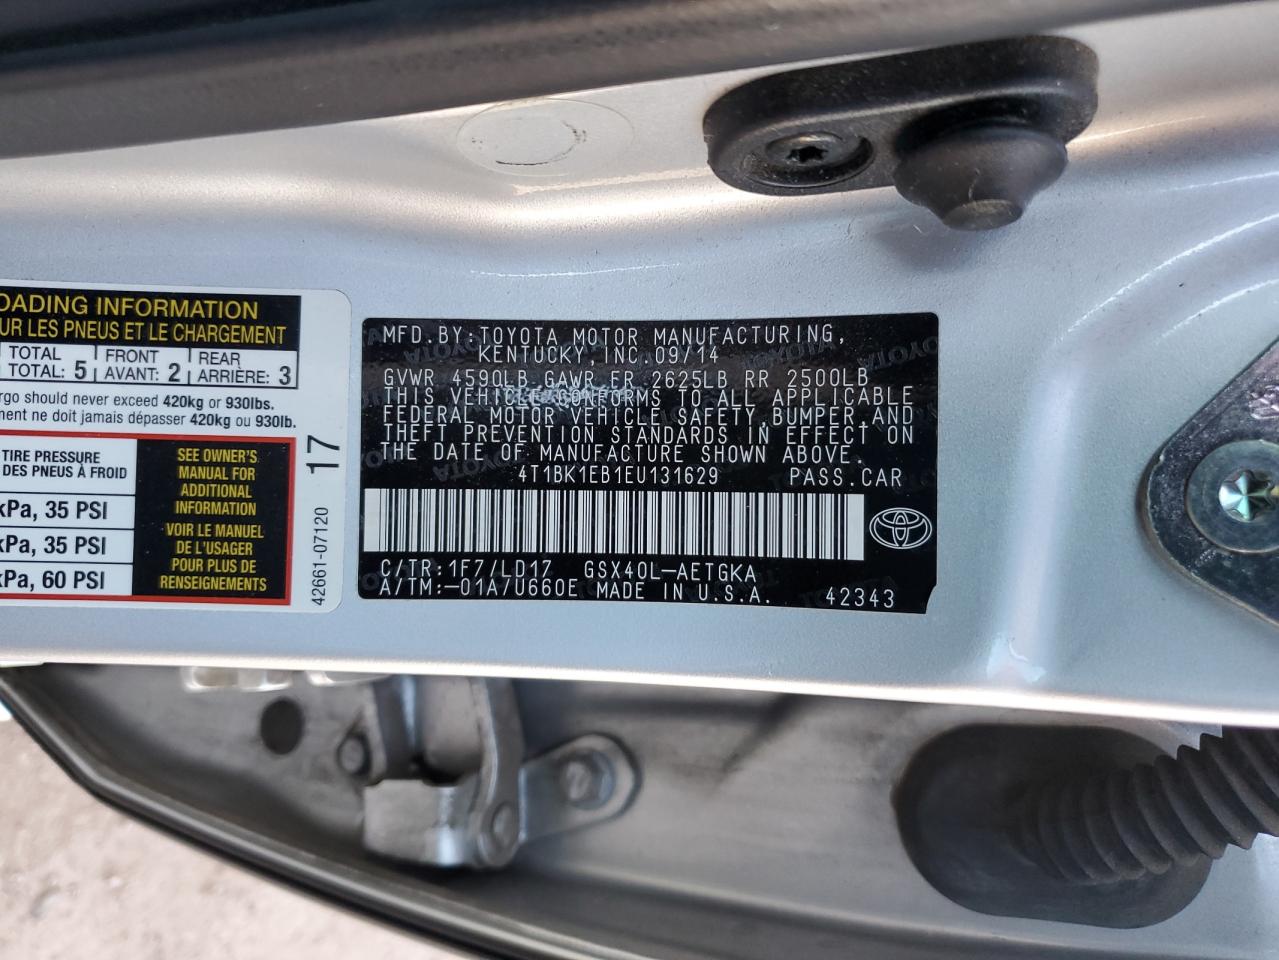 OADING INFORMATION
UR LES PNEUS ET LE CHARGEMENT
TOTAL
TOTAL: 5
FRONT
AVANT: 2
REAR
ARRIÈRE: 3
rgo should never exceed 420kg or 930lbs.
ment ne doit jamais dépasser 420kg ou 930lb.
TIRE PRESSURE
DES PNEUS À FROID
kPa, 35 PSI
kPa, 35 PSI
kPa, 60 PSI
SEE OWNER'S
MANUAL FOR
ADDITIONAL
INFORMATION
VOIR LE MANUEL
DE L'USAGER
POUR PLUS DE
RENSEIGNEMENTS
17
42661-07120
MFD.BY:TOYOTA MOTOR MANUFACTURING,
KENTUCKY,INC.09/14
GVWR 4590LB GAWR FR 2625LB RR 2500LB
THIS VEHICLE CONFORMS TO ALL APPLICABLE
FEDERAL MOTOR VEHICLE SAFETY,BUMPER,AND
THEFT PREVENTION STANDARDS IN EFFECT ON
THE DATE OF MANUFACTURE SHOWN ABOVE.
4T1BK1EB1EU131629 PASS.CAR
C/TR:1F7/LD17 GSX40L-AETGKA
A/TM:-01A/U660E MADE IN U.S.A. 42343